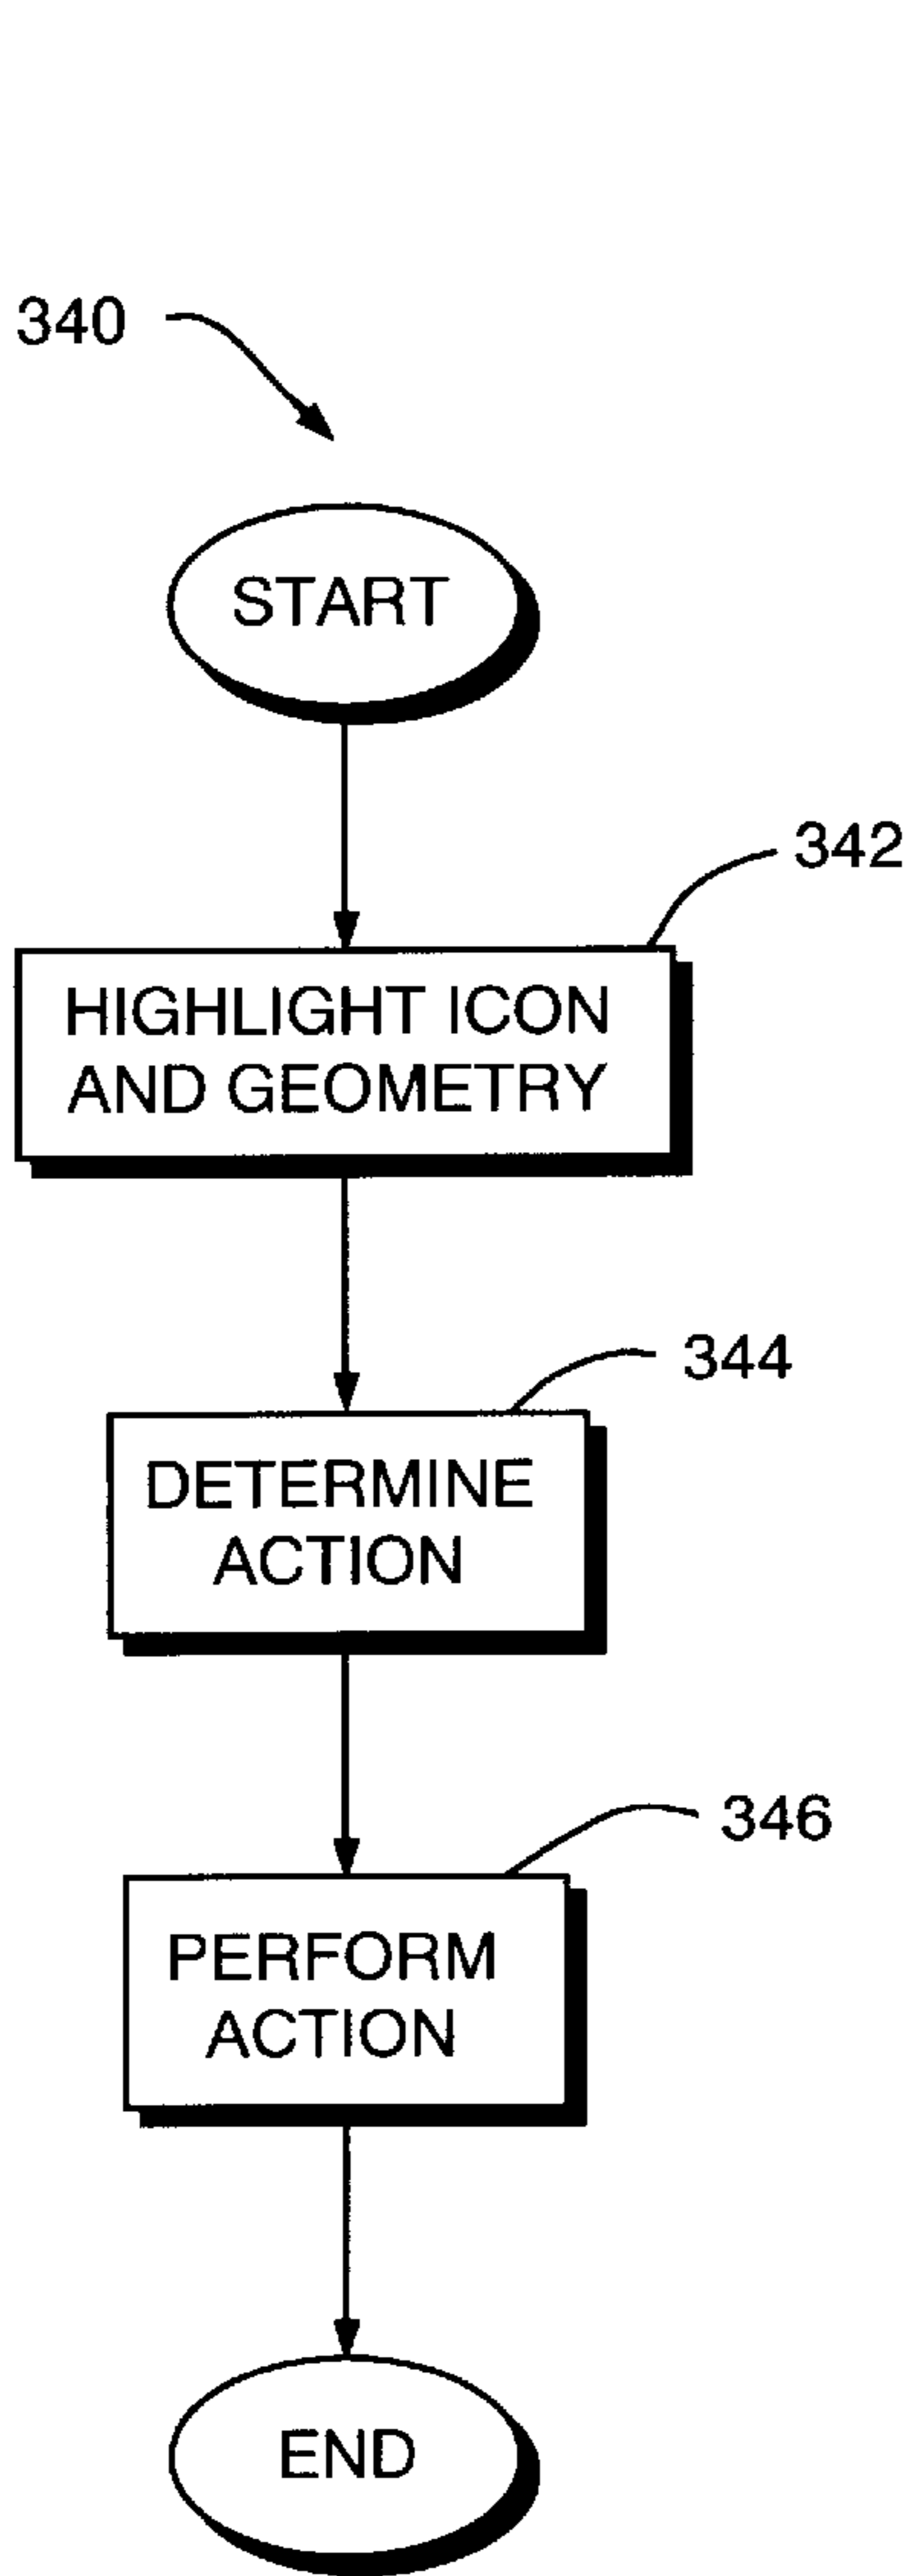 340
START
342
HIGHLIGHT ICON
AND GEOMETRY
344
DETERMINE
ACTION
346
PERFORM
ACTION
END